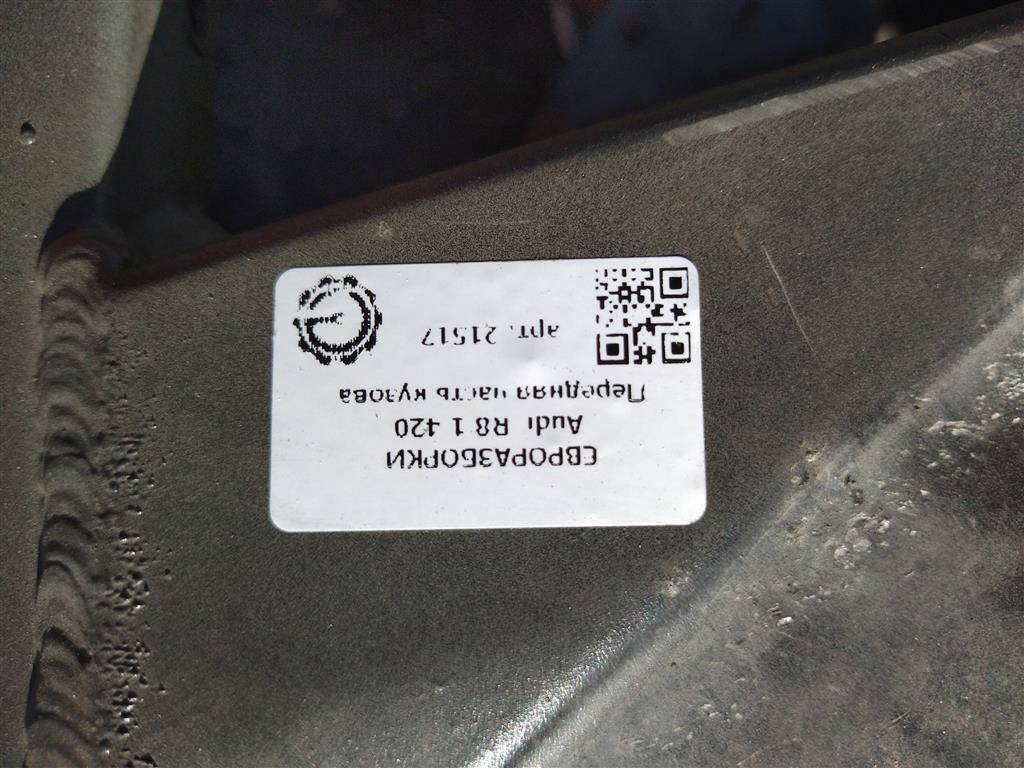 ЕВРОРАЗБОРКИ
Audi R8 1 420
Передняя часть кузова
арт. 21517